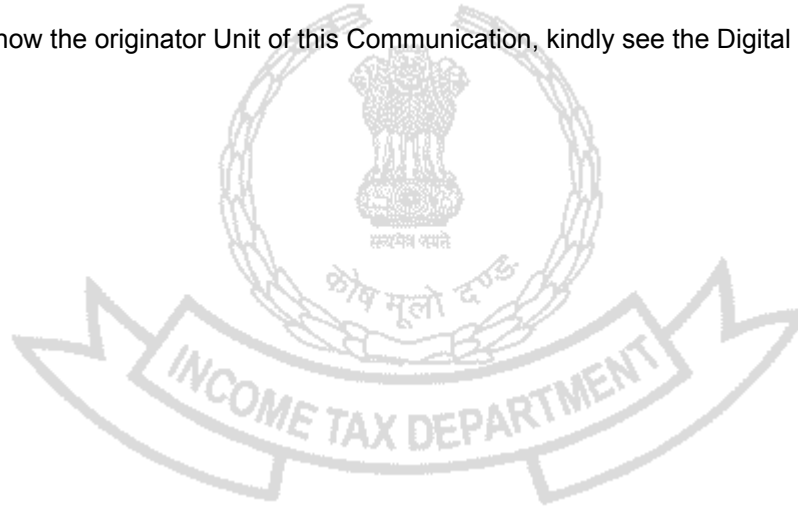 now the originator Unit of this Communication, kindly see the Digital
सत्यमेव जयते
कोष मूलो दण्डः
INCOME TAX DEPARTMENT